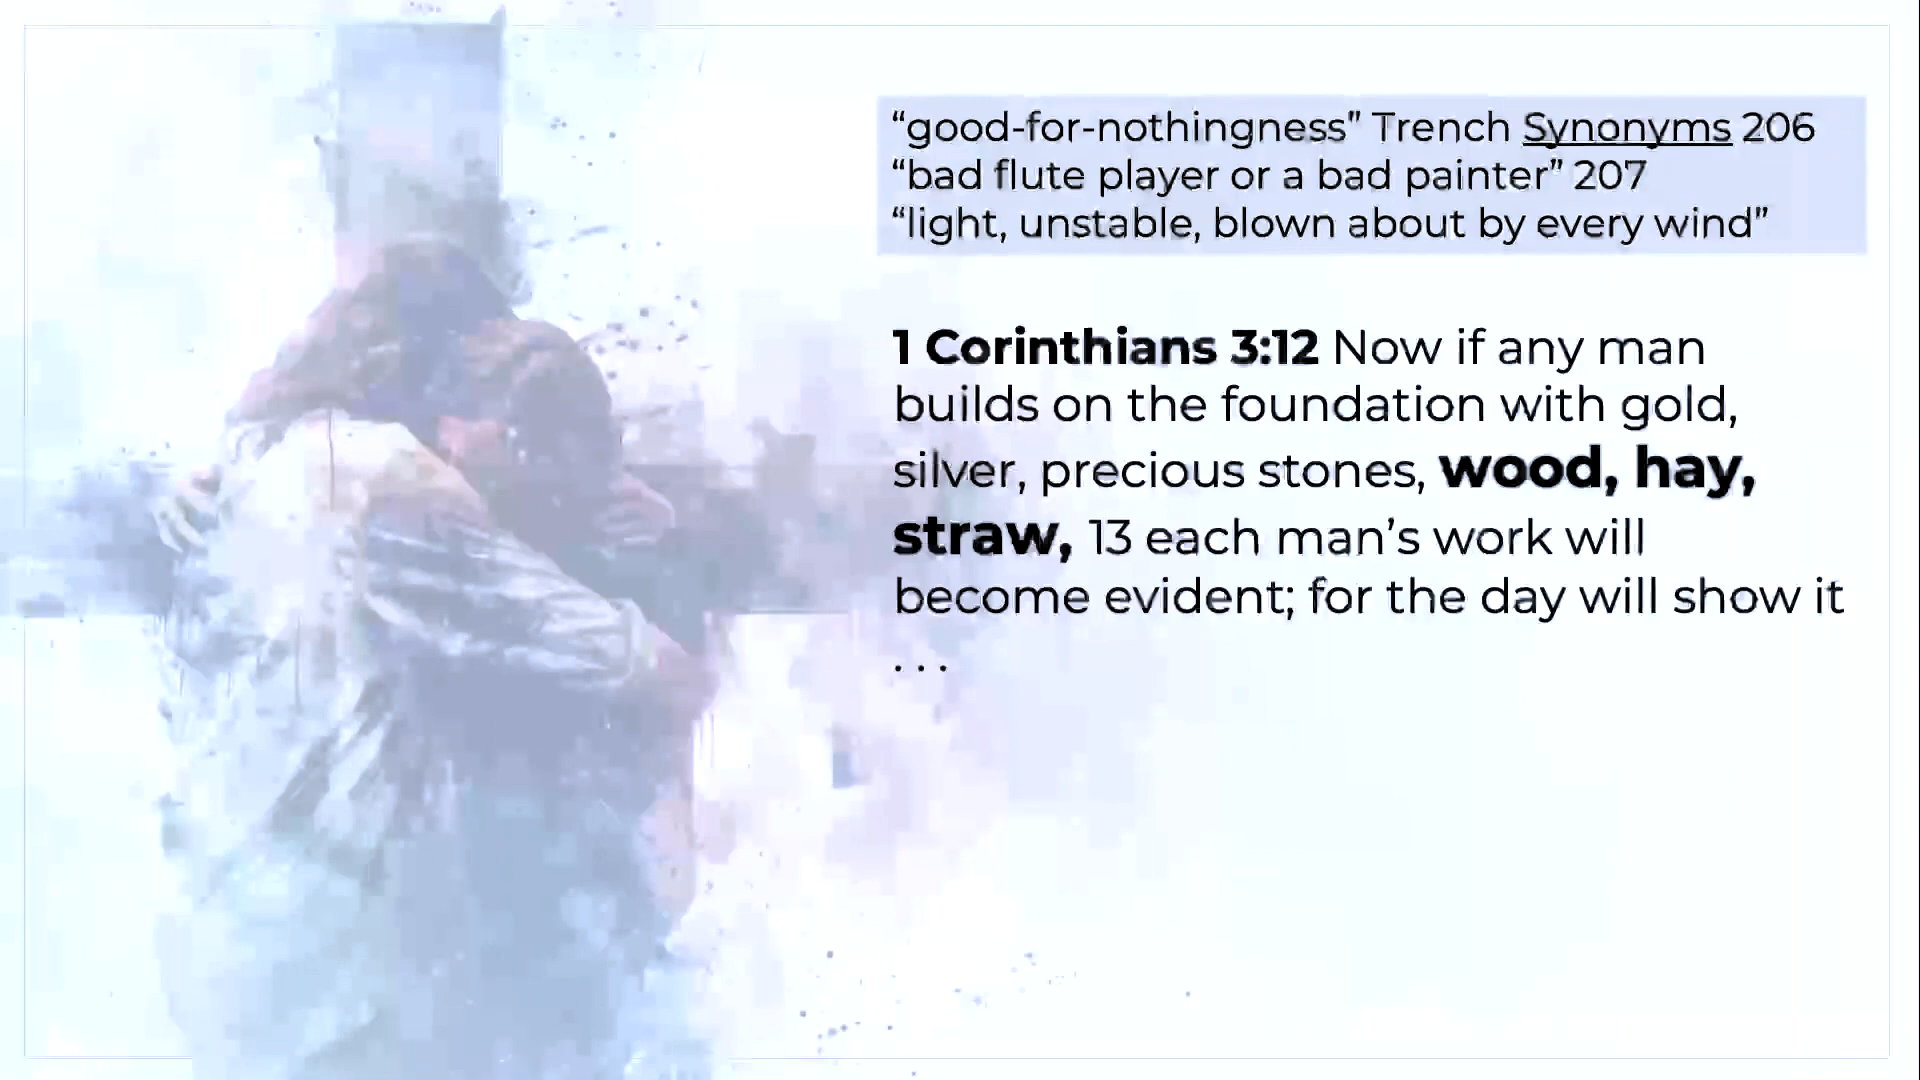 “good-for-nothingness” Trench Synonyms 206
“bad flute player or a bad painter” 207
“light, unstable, blown about by every wind”
1 Corinthians 3:12 Now if any man
builds on the foundation with gold,
silver, precious stones, wood, hay,
straw, 13 each man’s work will
become evident; for the day will show it
. . .